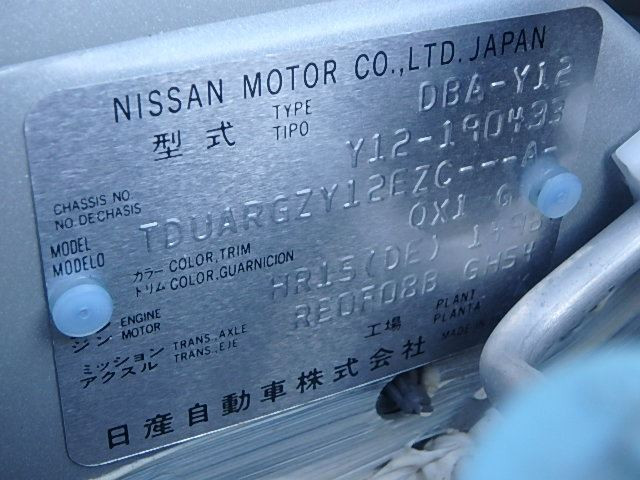 NISSAN MOTOR CO., LTD. JAPAN
型式 TYPE TIPO DBA-Y12
CHASSIS NO. NO. DE CHASIS Y12-190433
MODEL MODELO TDUARGZY12EZC---A-
カラー COLOR, TRIM トリム COLOR, GUARNICION QX1 G
ジン ENGINE MOTOR HR15(DE)
ミッション アクスル TRANS., AXLE TRANS., EJE RE0F08B GH54
工場 PLANT PLANTA
日産自動車株式会社 MADE IN